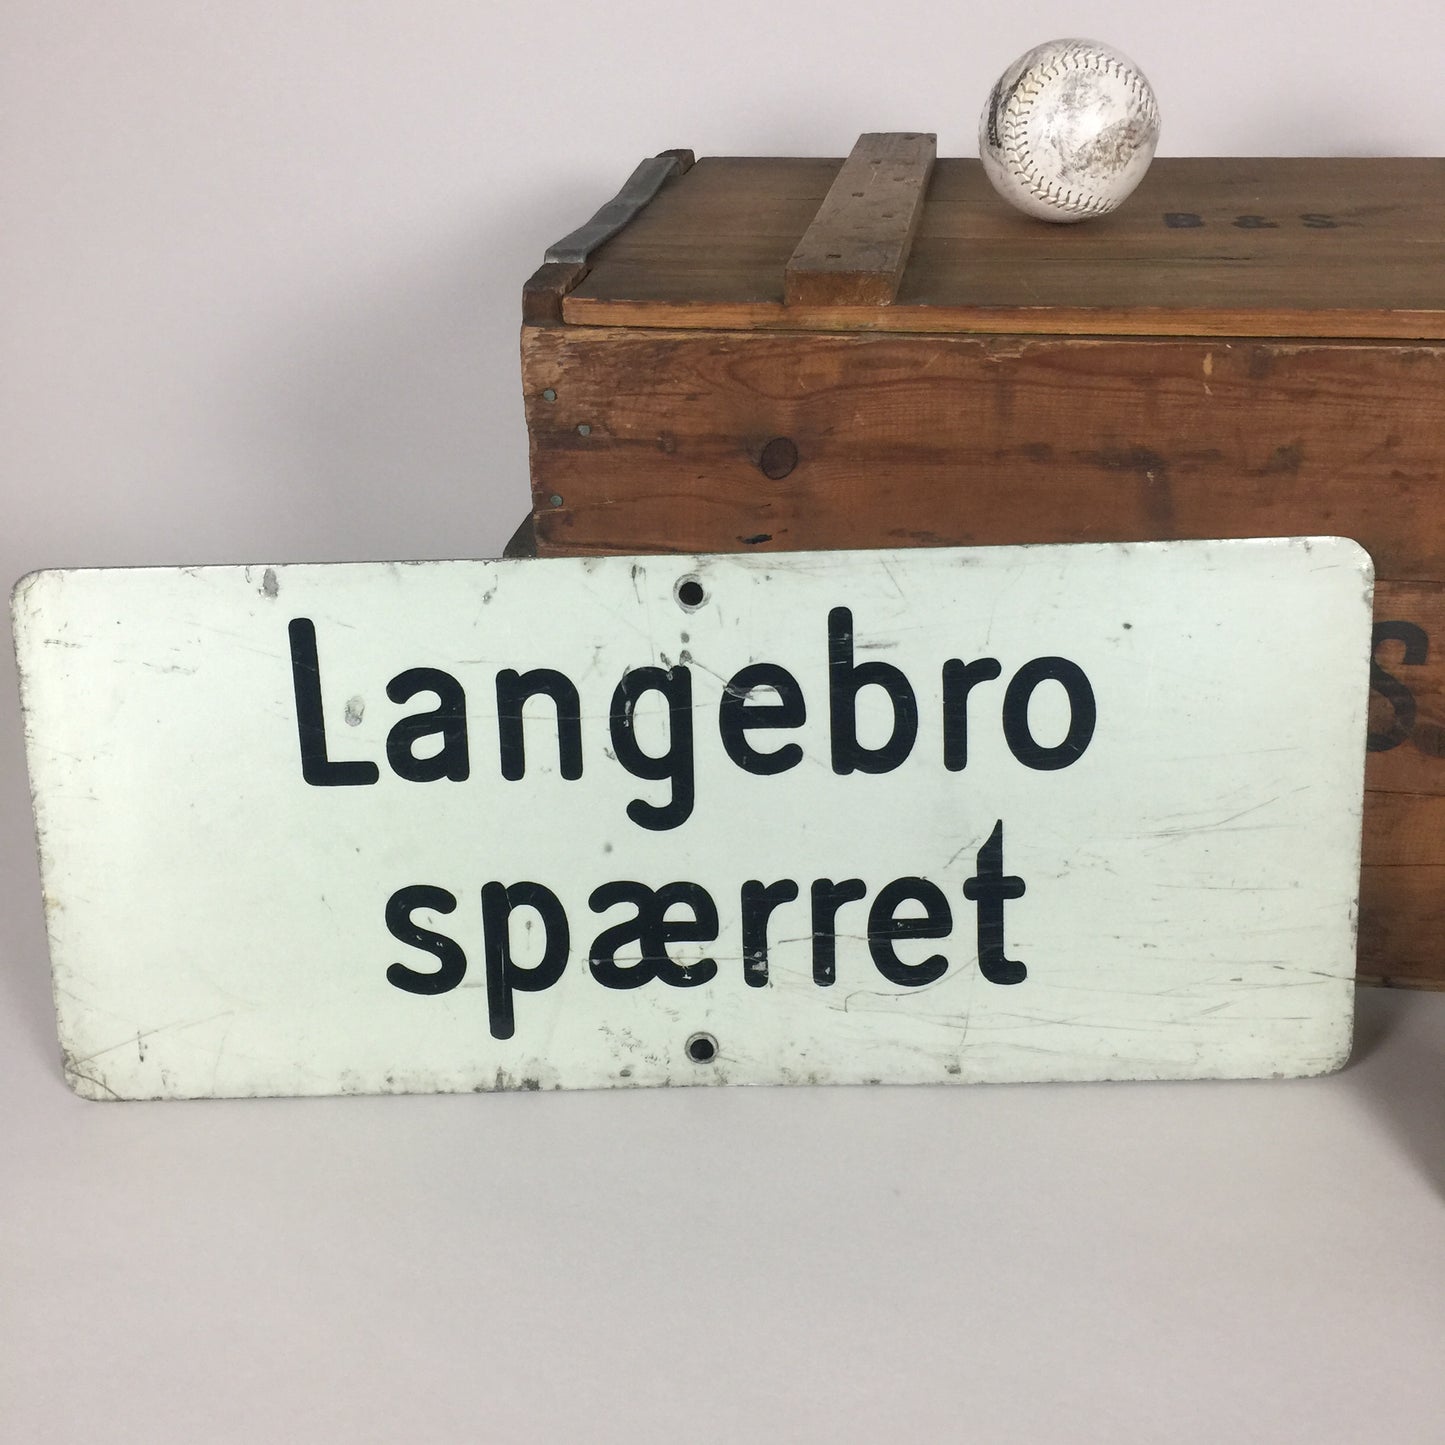 B & S
Langebro
spærret